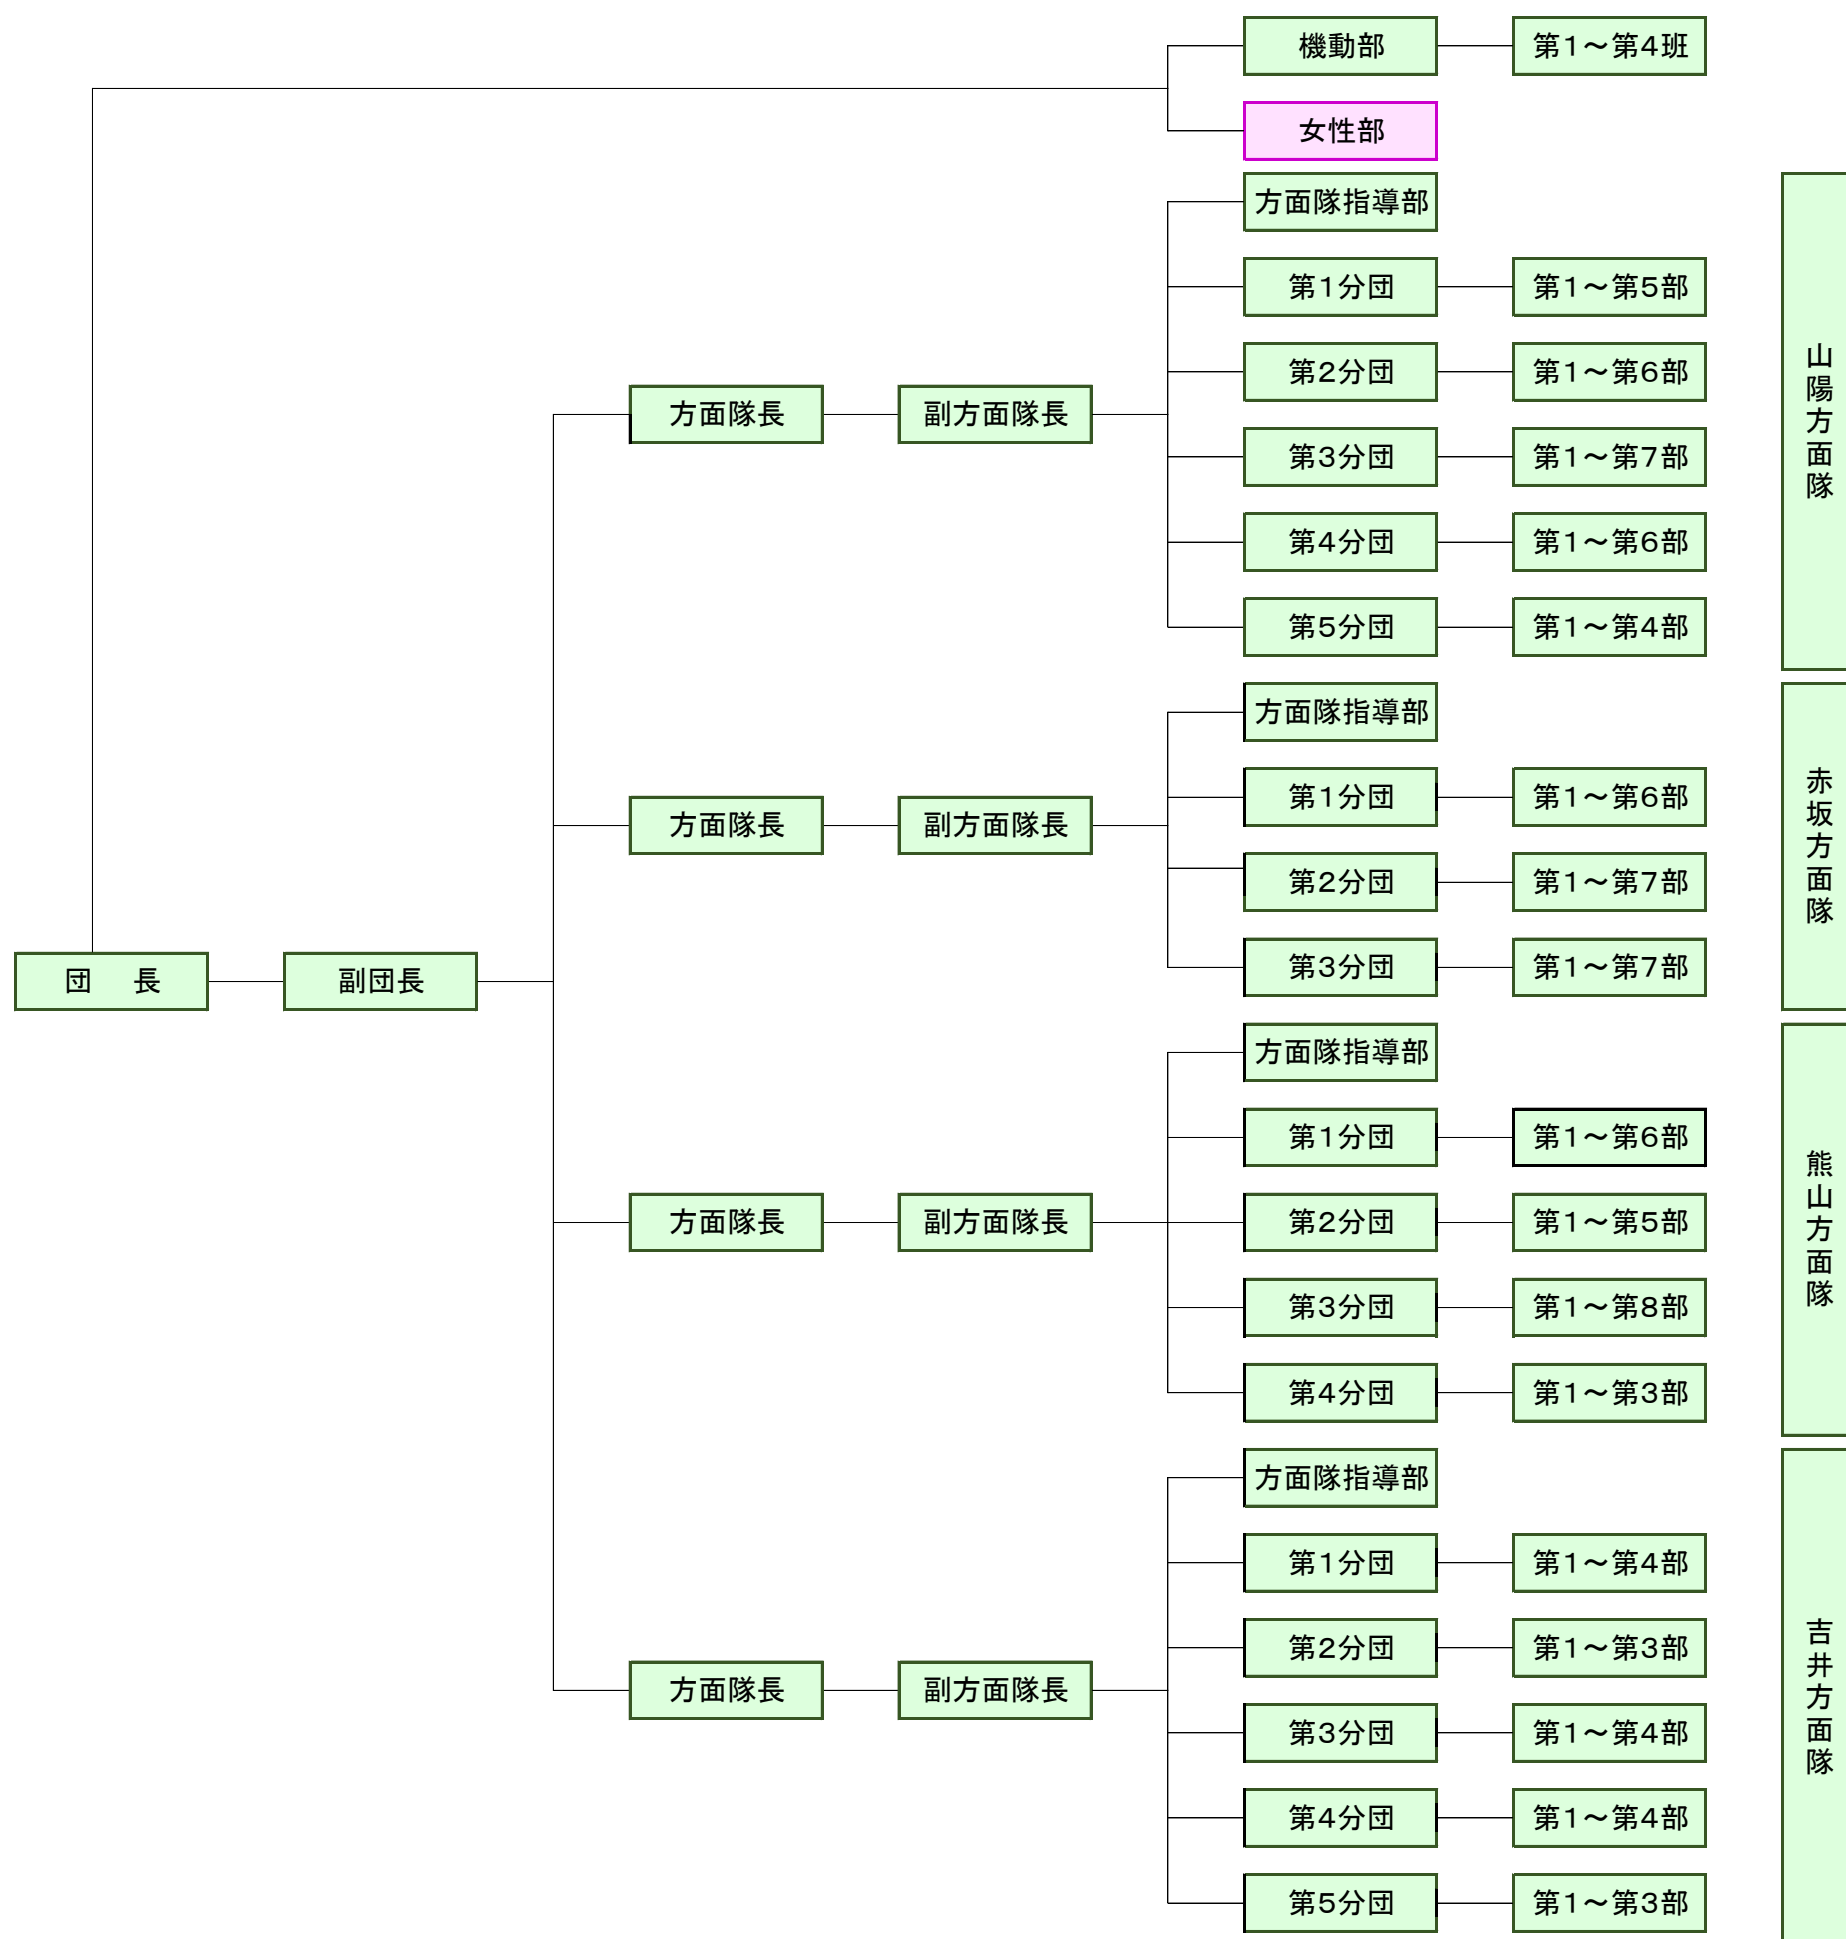 機動部 第1～第4班
女性部
方面隊指導部
第1分団 第1～第5部
第2分団 第1～第6部
方面隊長 副方面隊長
第3分団 第1～第7部
第4分団 第1～第6部
第5分団 第1～第4部
山陽方面隊
方面隊指導部
第1分団 第1～第6部
方面隊長 副方面隊長
第2分団 第1～第7部
第3分団 第1～第7部
赤坂方面隊
団　長 副団長
方面隊指導部
第1分団 第1～第6部
方面隊長 副方面隊長 第2分団 第1～第5部
第3分団 第1～第8部
第4分団 第1～第3部
熊山方面隊
方面隊指導部
第1分団 第1～第4部
第2分団 第1～第3部
方面隊長 副方面隊長
第3分団 第1～第4部
第4分団 第1～第4部
第5分団 第1～第3部
吉井方面隊